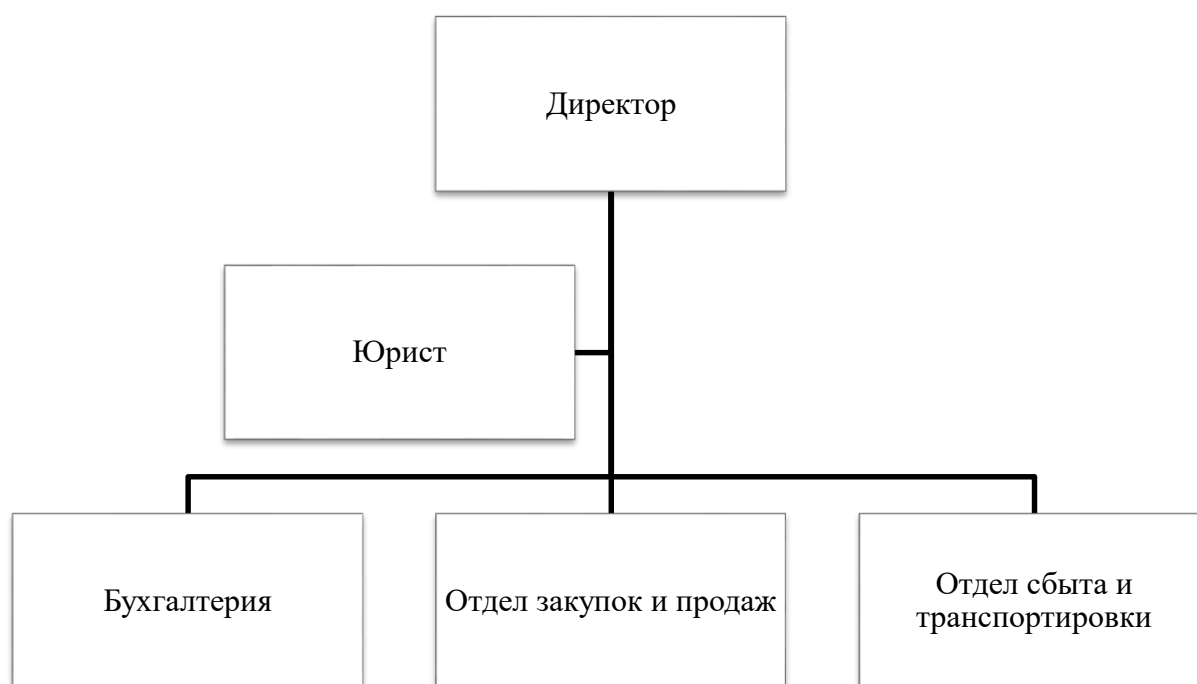 Директор
Юрист
Бухгалтерия
Отдел закупок и продаж
Отдел сбыта и
транспортировки